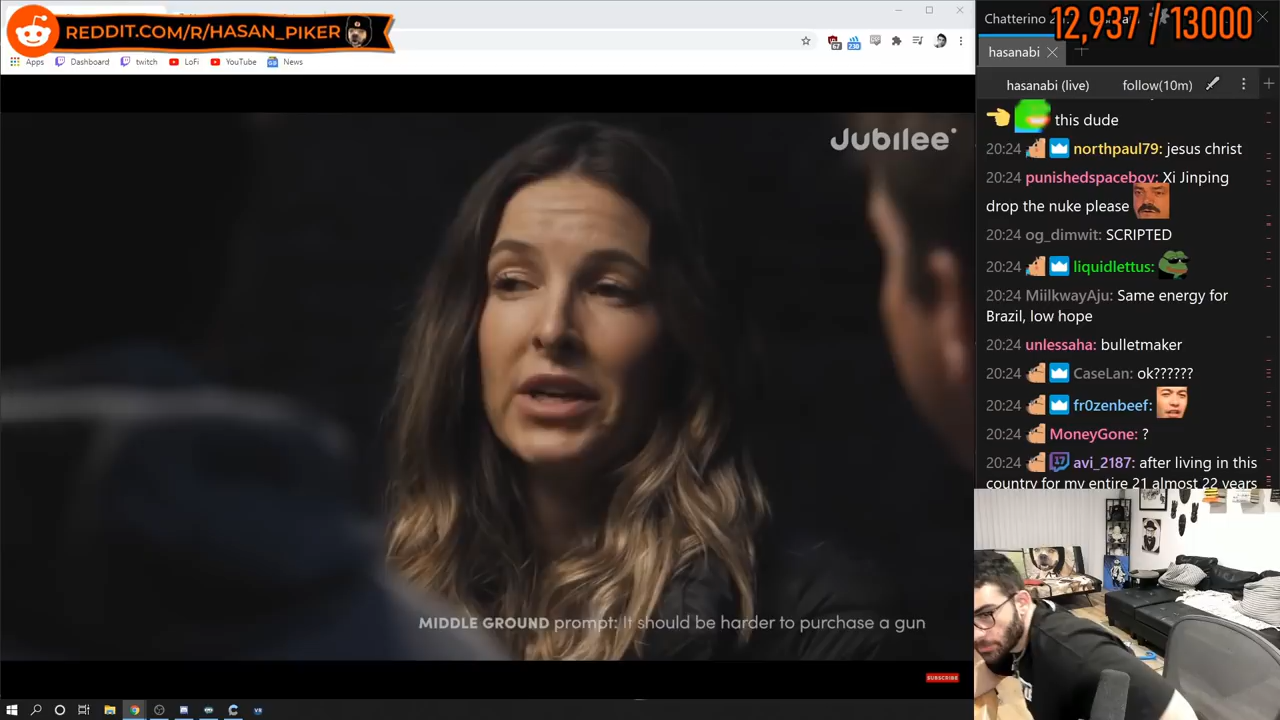 REDDIT.COM/R/HASAN_PIKER
Apps Dashboard twitch LoFi YouTube News
Jubilee
MIDDLE GROUND prompt: It should be harder to purchase a gun
SUBSCRIBE
12,937 / 13000
Chatterino
hasanabi
hasanabi (live) follow(10m)
this dude
20:24 northpaul79: jesus christ
20:24 punishedspaceboy: Xi Jinping
drop the nuke please
20:24 og_dimwit: SCRIPTED
20:24 liquidlettus:
20:24 MiilkwayAju: Same energy for
Brazil, low hope
20:24 unlessaha: bulletmaker
20:24 CaseLan: ok??????
20:24 fr0zenbeef:
20:24 MoneyGone: ?
20:24 avi_2187: after living in this
country for my entire 21 almost 22 years